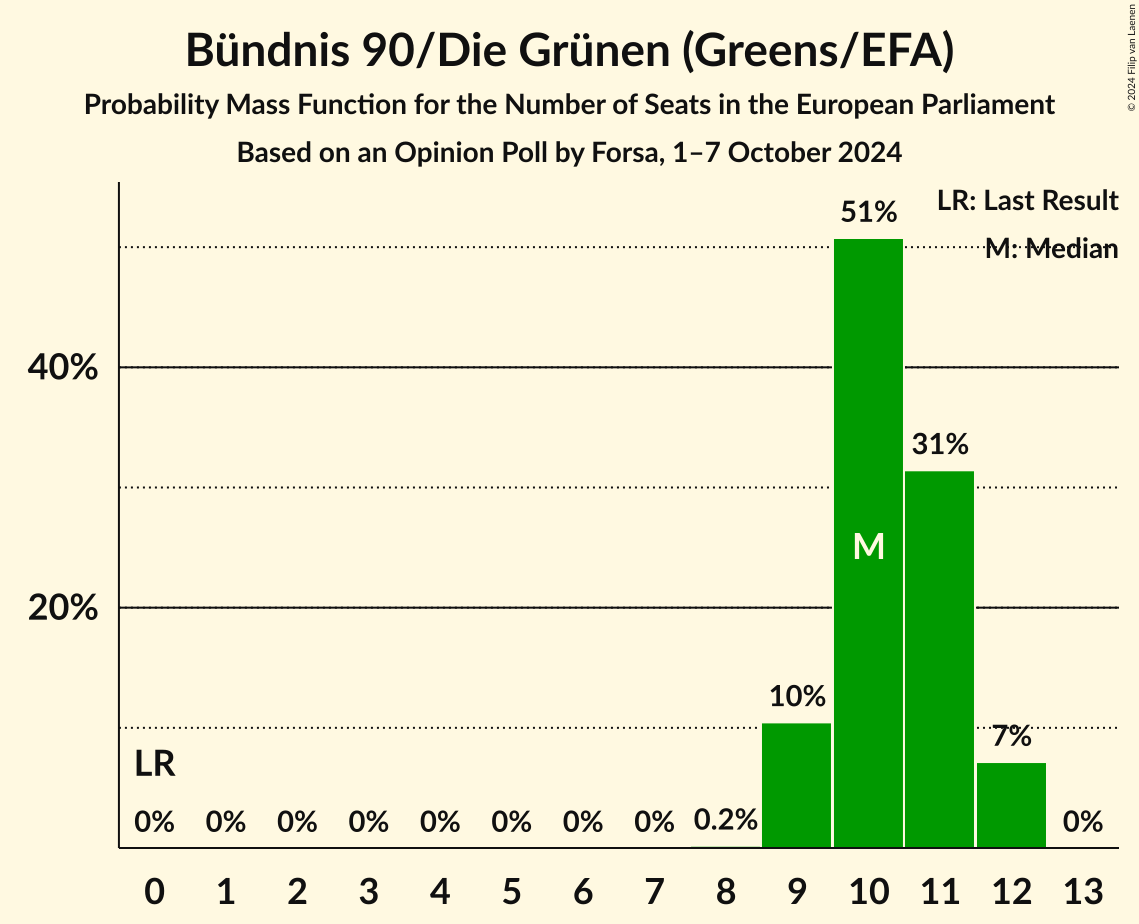 Bündnis 90/Die Grünen (Greens/EFA)
Probability Mass Function for the Number of Seats in the European Parliament
Based on an Opinion Poll by Forsa, 1–7 October 2024
© 2024 Filip van Laenen
LR: Last Result
M: Median
51%
40%
31%
M
20%
10%
7%
LR
0% 0% 0% 0% 0% 0% 0% 0% 0.2% 0%
0 1 2 3 4 5 6 7 8 9 10 11 12 13